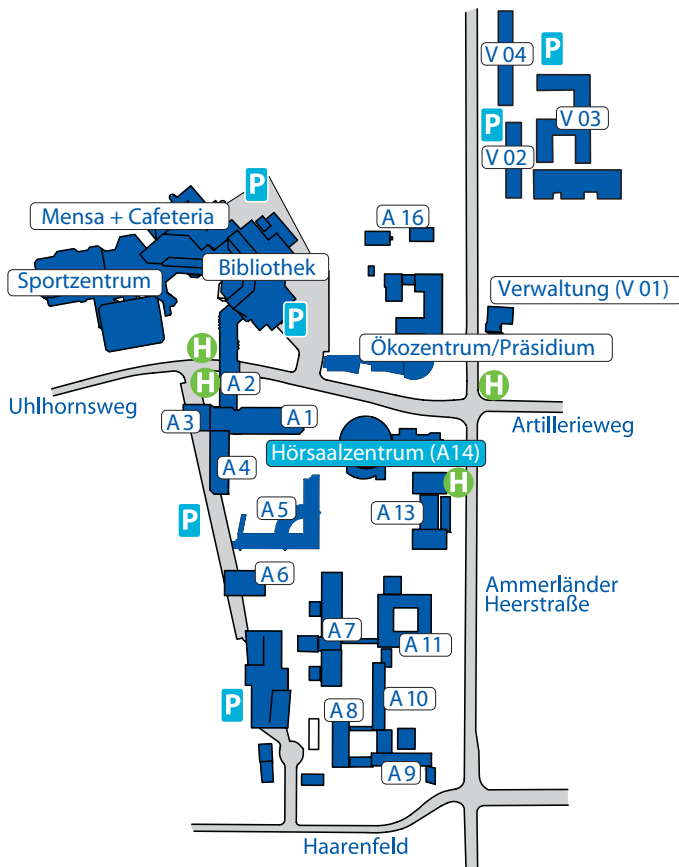 V 04
P
V 03
P
V 02
P
Mensa + Cafeteria
A 16
Bibliothek
Sportzentrum
Verwaltung (V 01)
P
Ökozentrum/Präsidium
H
H
A 2
H
Uhlhornsweg
A 3
A 1
Artillerieweg
Hörsaalzentrum (A14)
A 4
H
A 5
A 13
P
A 6
Ammerländer
Heerstraße
A 7
A 11
A 10
P
A 8
A 9
Haarenfeld